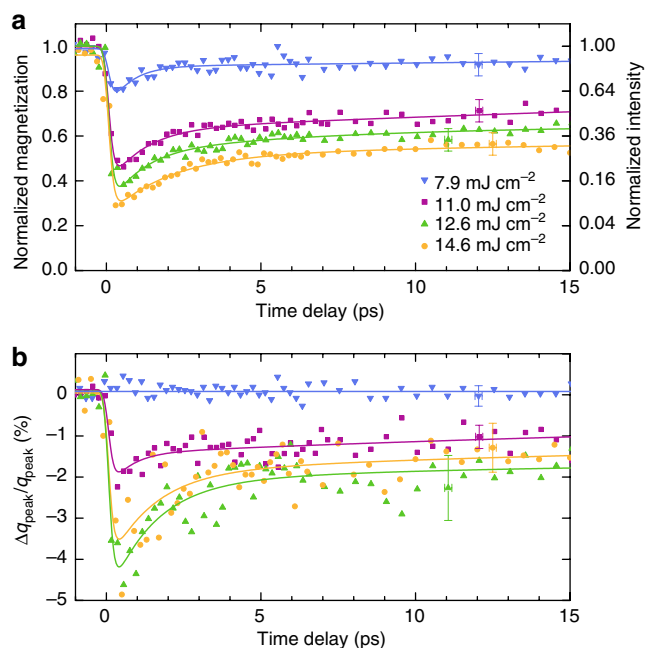 a
1.0
0.8
0.6
0.4
0.2
0.0
Normalized magnetization
1.00
0.64
0.36
0.16
0.04
0.00
Normalized intensity
7.9 mJ cm⁻²
11.0 mJ cm⁻²
12.6 mJ cm⁻²
14.6 mJ cm⁻²
0 5 10 15
Time delay (ps)
b
0
−1
−2
−3
−4
−5
Δq_peak/q_peak (%)
0 5 10 15
Time delay (ps)